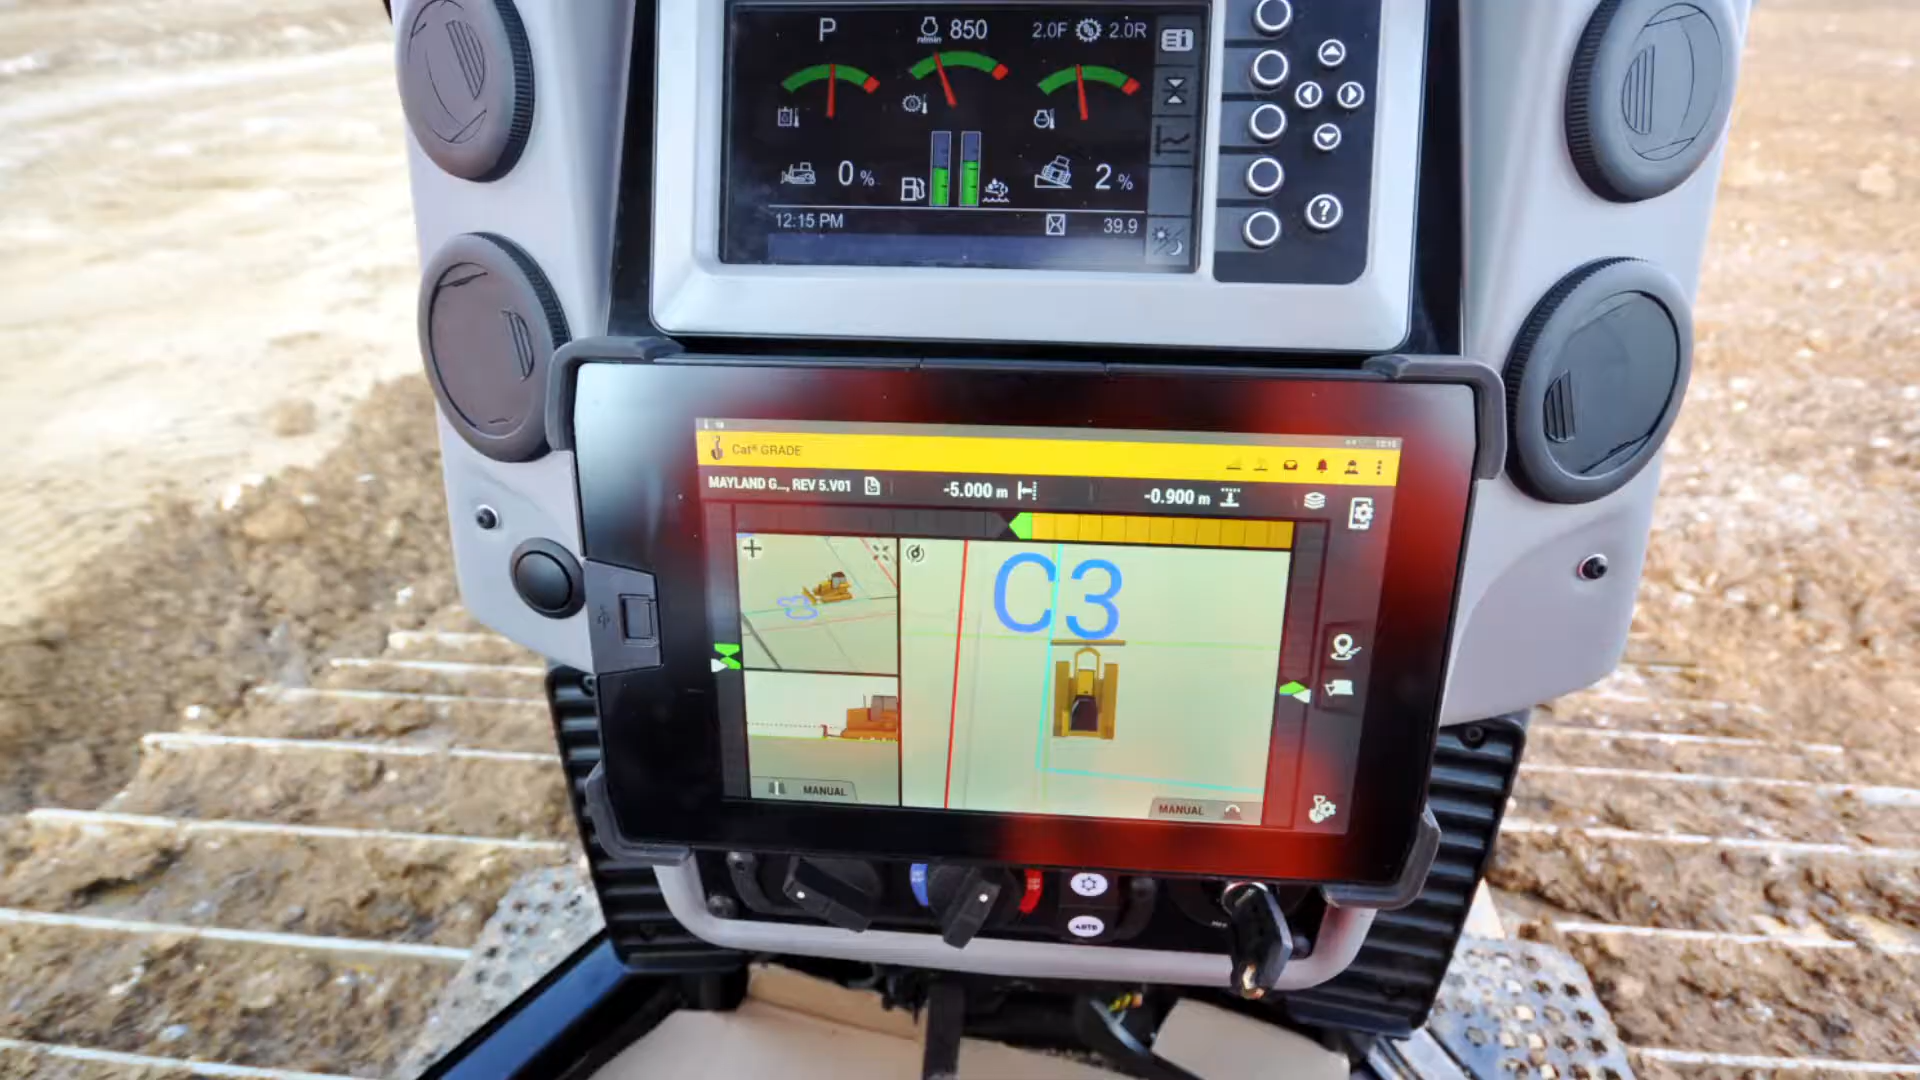 P
n/min 850
2.0F 2.0R
0 %
2 %
12:15 PM
39.9
?
Cat® GRADE
MAYLAND G..., REV 5.V01
-5.000 m
-0.900 m
C3
C3
MANUAL
MANUAL
AUTO